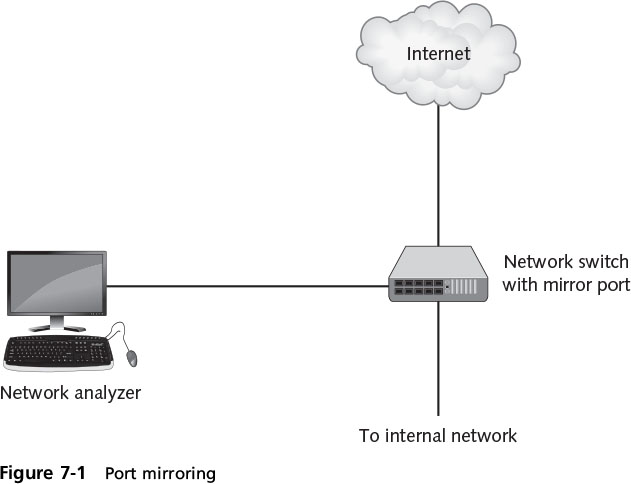 Internet
Network switch
with mirror port
Network analyzer
To internal network
Figure 7-1 Port mirroring